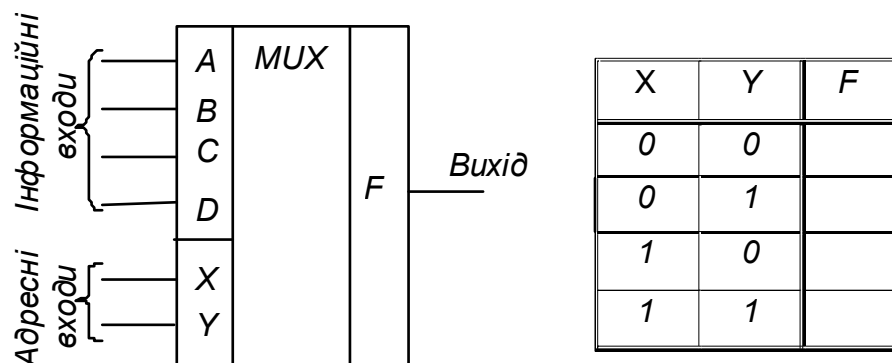 Інформаційні
входи
Адресні
входи
A
B
C
D
X
Y
MUX
F
Вихід
X Y F
0 0
0 1
1 0
1 1